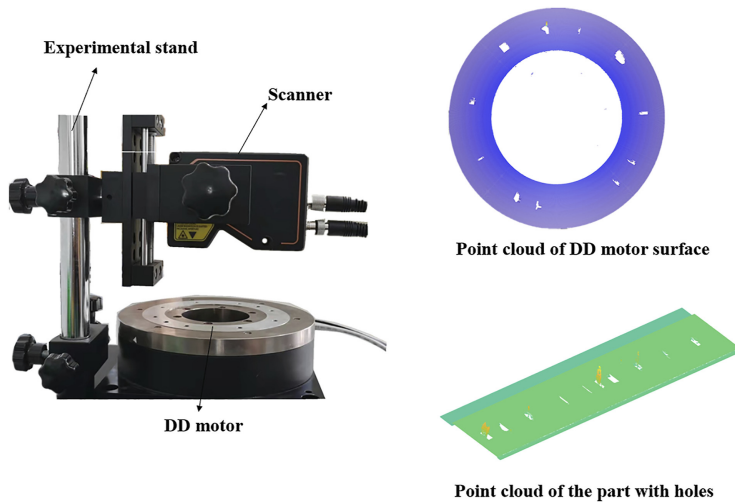 Experimental stand
Scanner
DD motor
Point cloud of DD motor surface
Point cloud of the part with holes